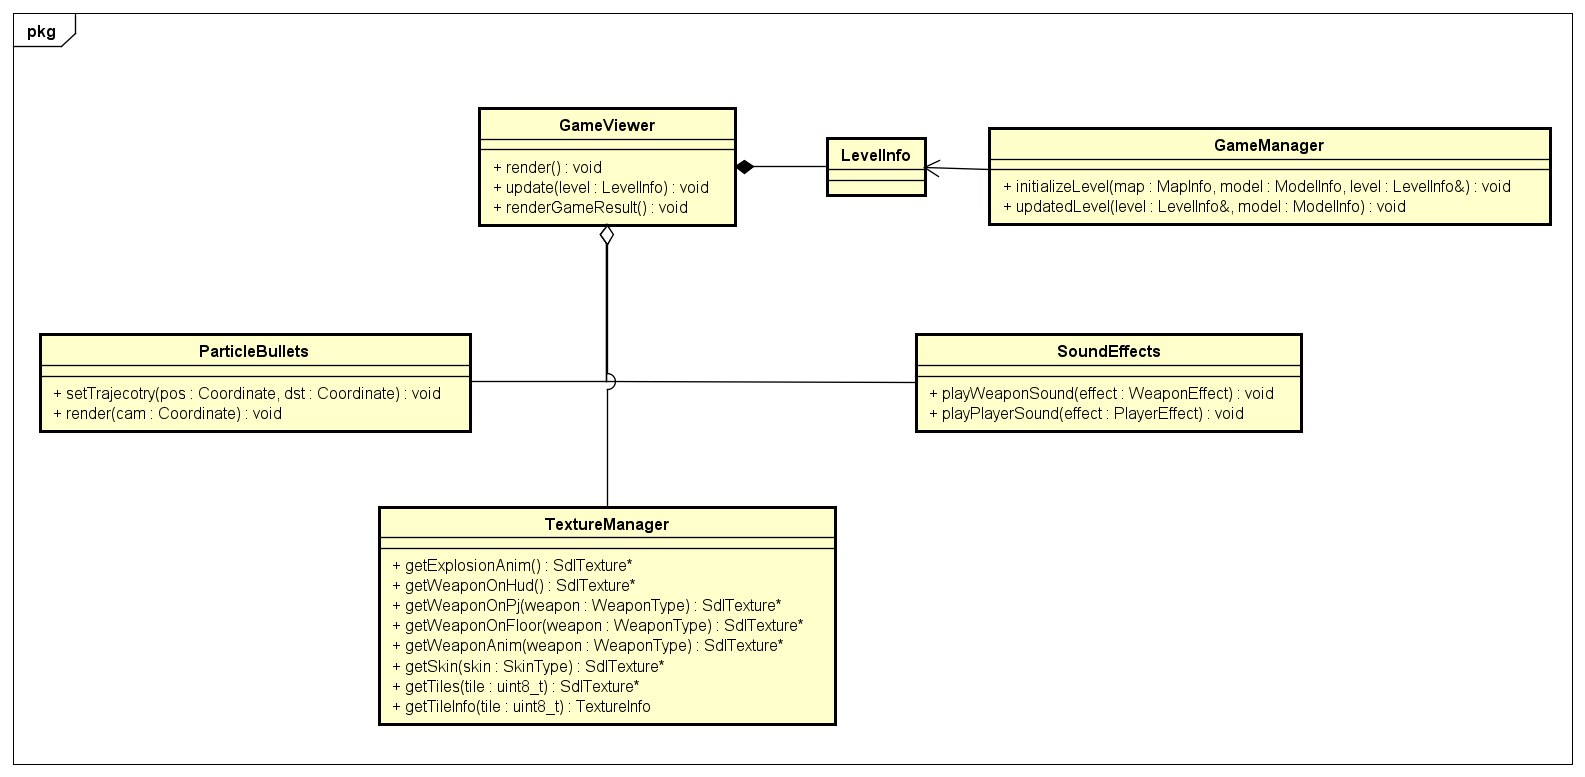 pkg
GameViewer
+ render() : void
+ update(level : LevelInfo) : void
+ renderGameResult() : void
LevelInfo
GameManager
+ initializeLevel(map : MapInfo, model : ModelInfo, level : LevelInfo&) : void
+ updatedLevel(level : LevelInfo&, model : ModelInfo) : void
ParticleBullets
+ setTrajecotry(pos : Coordinate, dst : Coordinate) : void
+ render(cam : Coordinate) : void
SoundEffects
+ playWeaponSound(effect : WeaponEffect) : void
+ playPlayerSound(effect : PlayerEffect) : void
TextureManager
+ getExplosionAnim() : SdlTexture*
+ getWeaponOnHud() : SdlTexture*
+ getWeaponOnPj(weapon : WeaponType) : SdlTexture*
+ getWeaponOnFloor(weapon : WeaponType) : SdlTexture*
+ getWeaponAnim(weapon : WeaponType) : SdlTexture*
+ getSkin(skin : SkinType) : SdlTexture*
+ getTiles(tile : uint8_t) : SdlTexture*
+ getTileInfo(tile : uint8_t) : TextureInfo